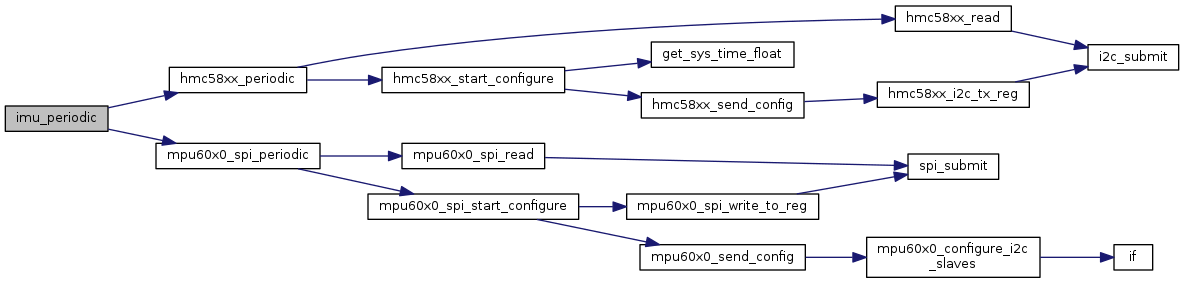 hmc58xx_read
get_sys_time_float
i2c_submit
hmc58xx_periodic
hmc58xx_start_configure
hmc58xx_send_config
hmc58xx_i2c_tx_reg
imu_periodic
mpu60x0_spi_periodic
mpu60x0_spi_read
spi_submit
mpu60x0_spi_start_configure
mpu60x0_spi_write_to_reg
mpu60x0_send_config
mpu60x0_configure_i2c
_slaves
if